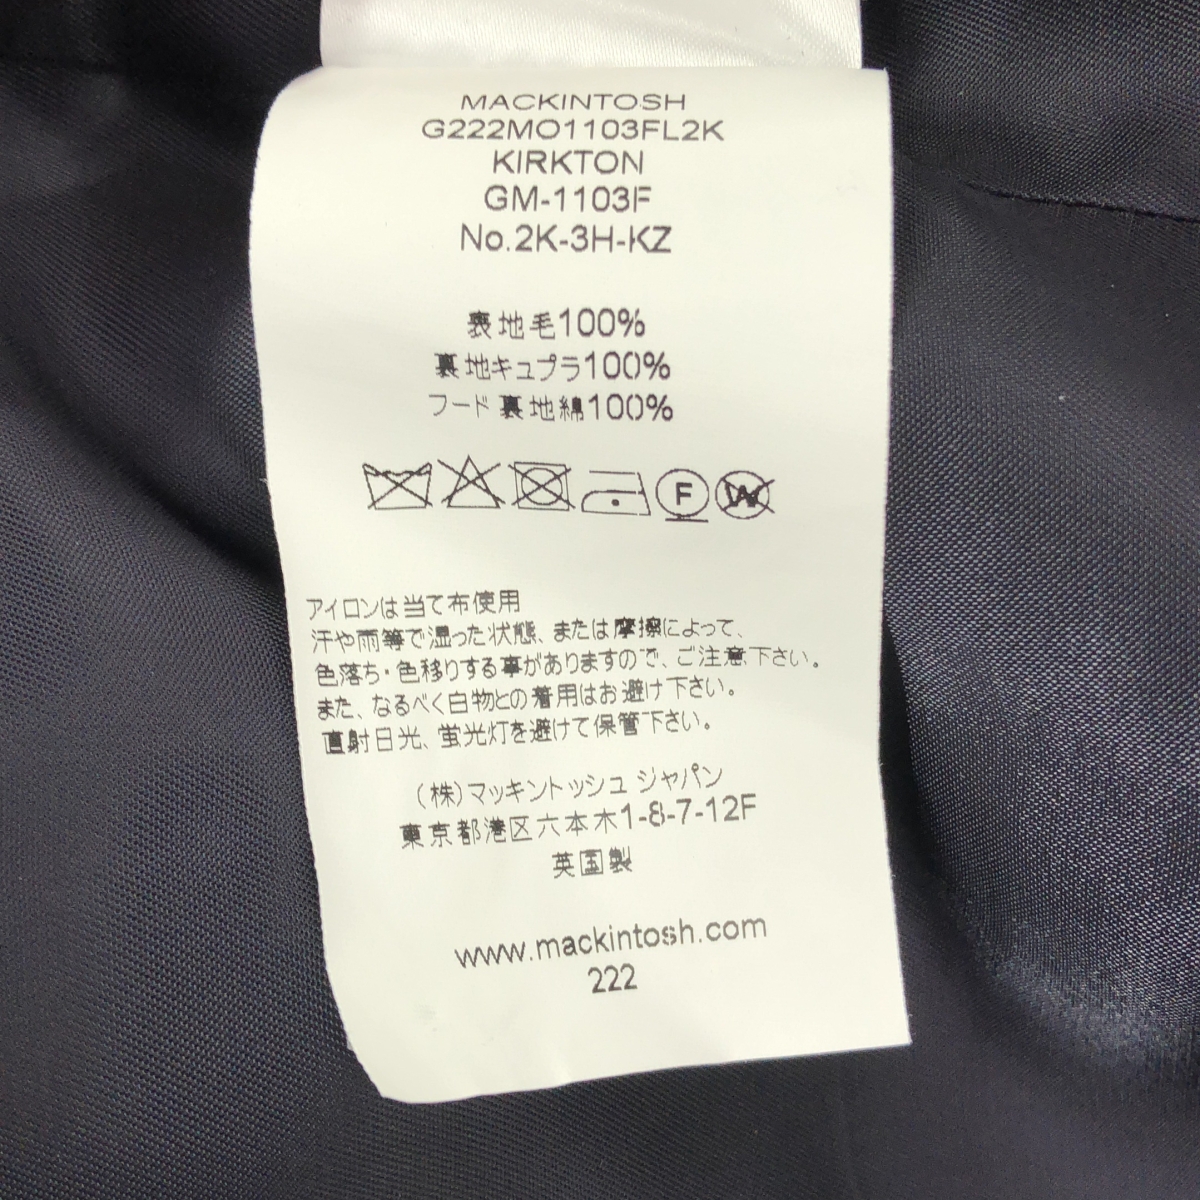 MACKINTOSH
G222MO1103FL2K
KIRKTON
GM-1103F
No.2K-3H-KZ
表地毛100%
裏地キュプラ100%
フード裏地綿100%
F W
アイロンは当て布使用
汗や雨等で湿った状態、または摩擦によって、
色落ち・色移りする事がありますので、ご注意下さい。
また、なるべく白物との着用はお避け下さい。
直射日光、蛍光灯を避けて保管下さい。
(株)マッキントッシュ ジャパン
東京都港区六本木1-8-7-12F
英国製
www.mackintosh.com
222